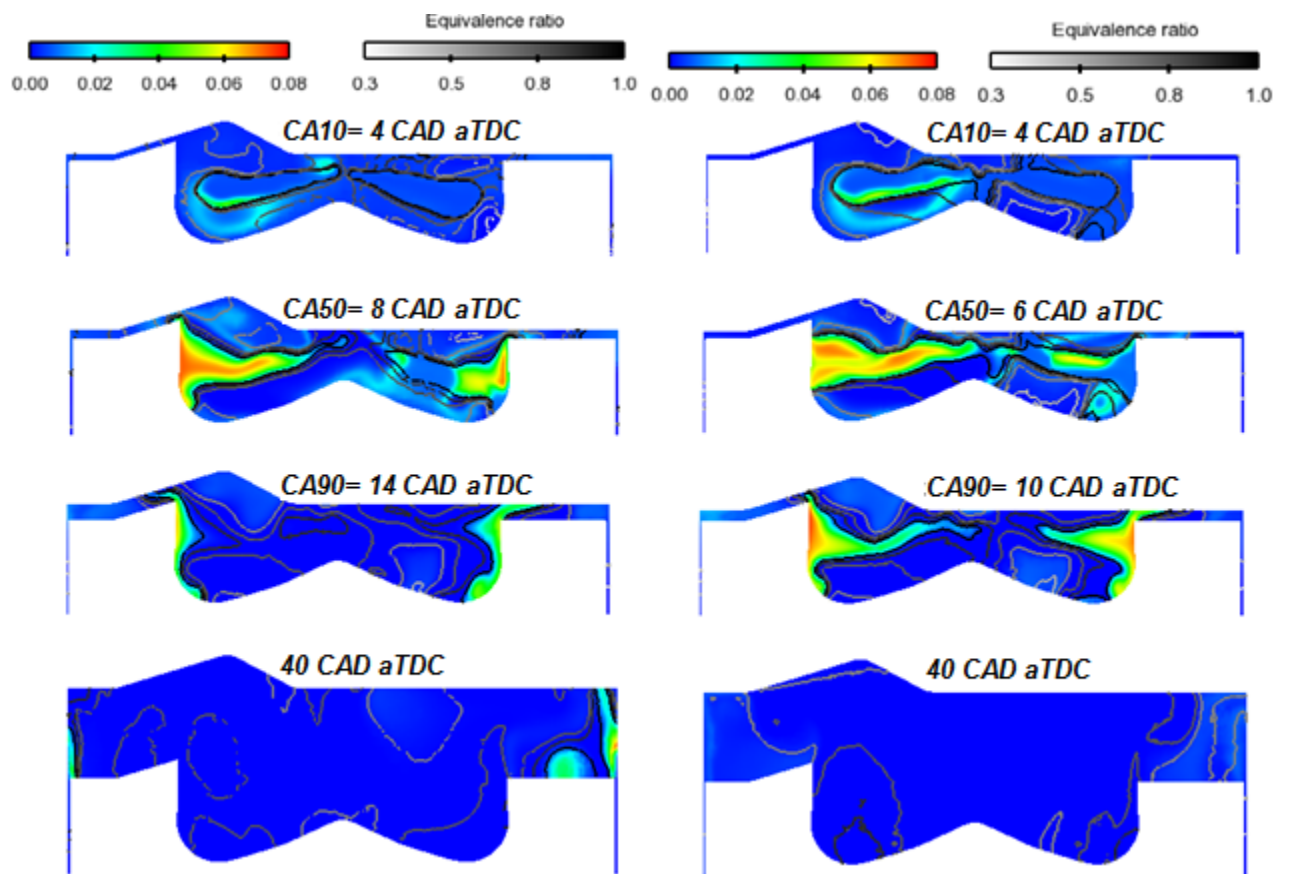 Equivalence ratio
0.00 0.02 0.04 0.06 0.08 0.3 0.5 0.8 1.0
Equivalence ratio
0.00 0.02 0.04 0.06 0.08 0.3 0.5 0.8 1.0
CA10= 4 CAD aTDC
CA10= 4 CAD aTDC
CA50= 8 CAD aTDC
CA50= 6 CAD aTDC
CA90= 14 CAD aTDC
CA90= 10 CAD aTDC
40 CAD aTDC
40 CAD aTDC